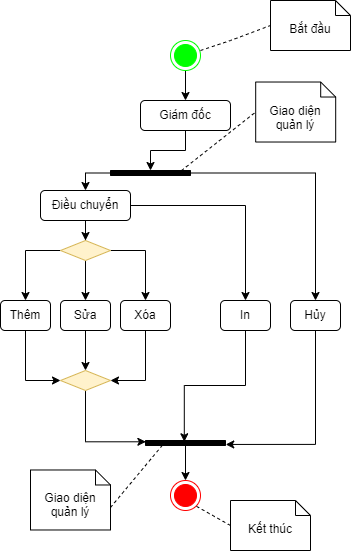 Bắt đầu
Giám đốc
Giao diện
quản lý
Điều chuyển
Thêm
Sửa
Xóa
In
Hủy
Giao diện
quản lý
Kết thúc